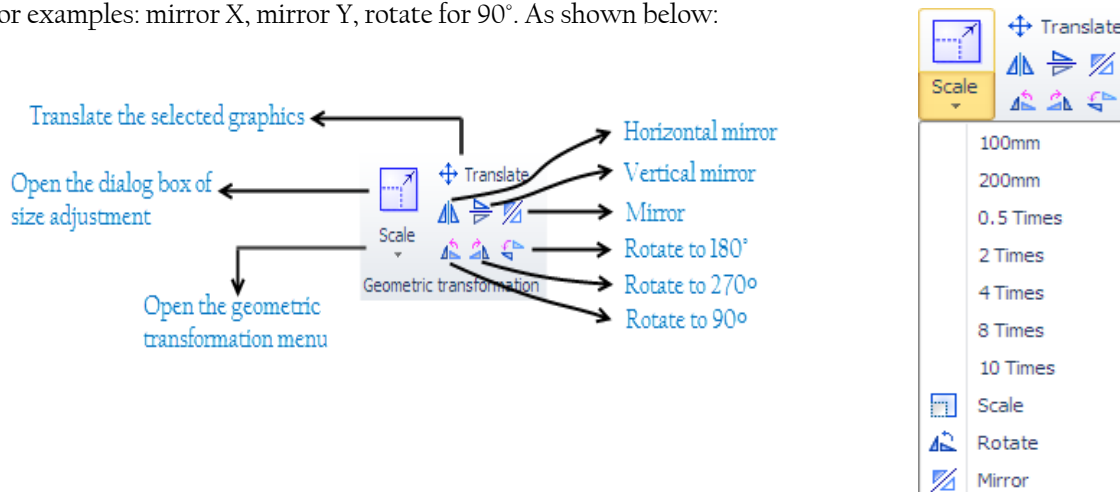 or examples: mirror X, mirror Y, rotate for 90°. As shown below:
Translate the selected graphics
Open the dialog box of
size adjustment
Open the geometric
transformation menu
Translate
Scale
Geometric transformation
Horizontal mirror
Vertical mirror
Mirror
Rotate to 180°
Rotate to 270º
Rotate to 90º
Translate
Scale
100mm
200mm
0.5 Times
2 Times
4 Times
8 Times
10 Times
Scale
Rotate
Mirror